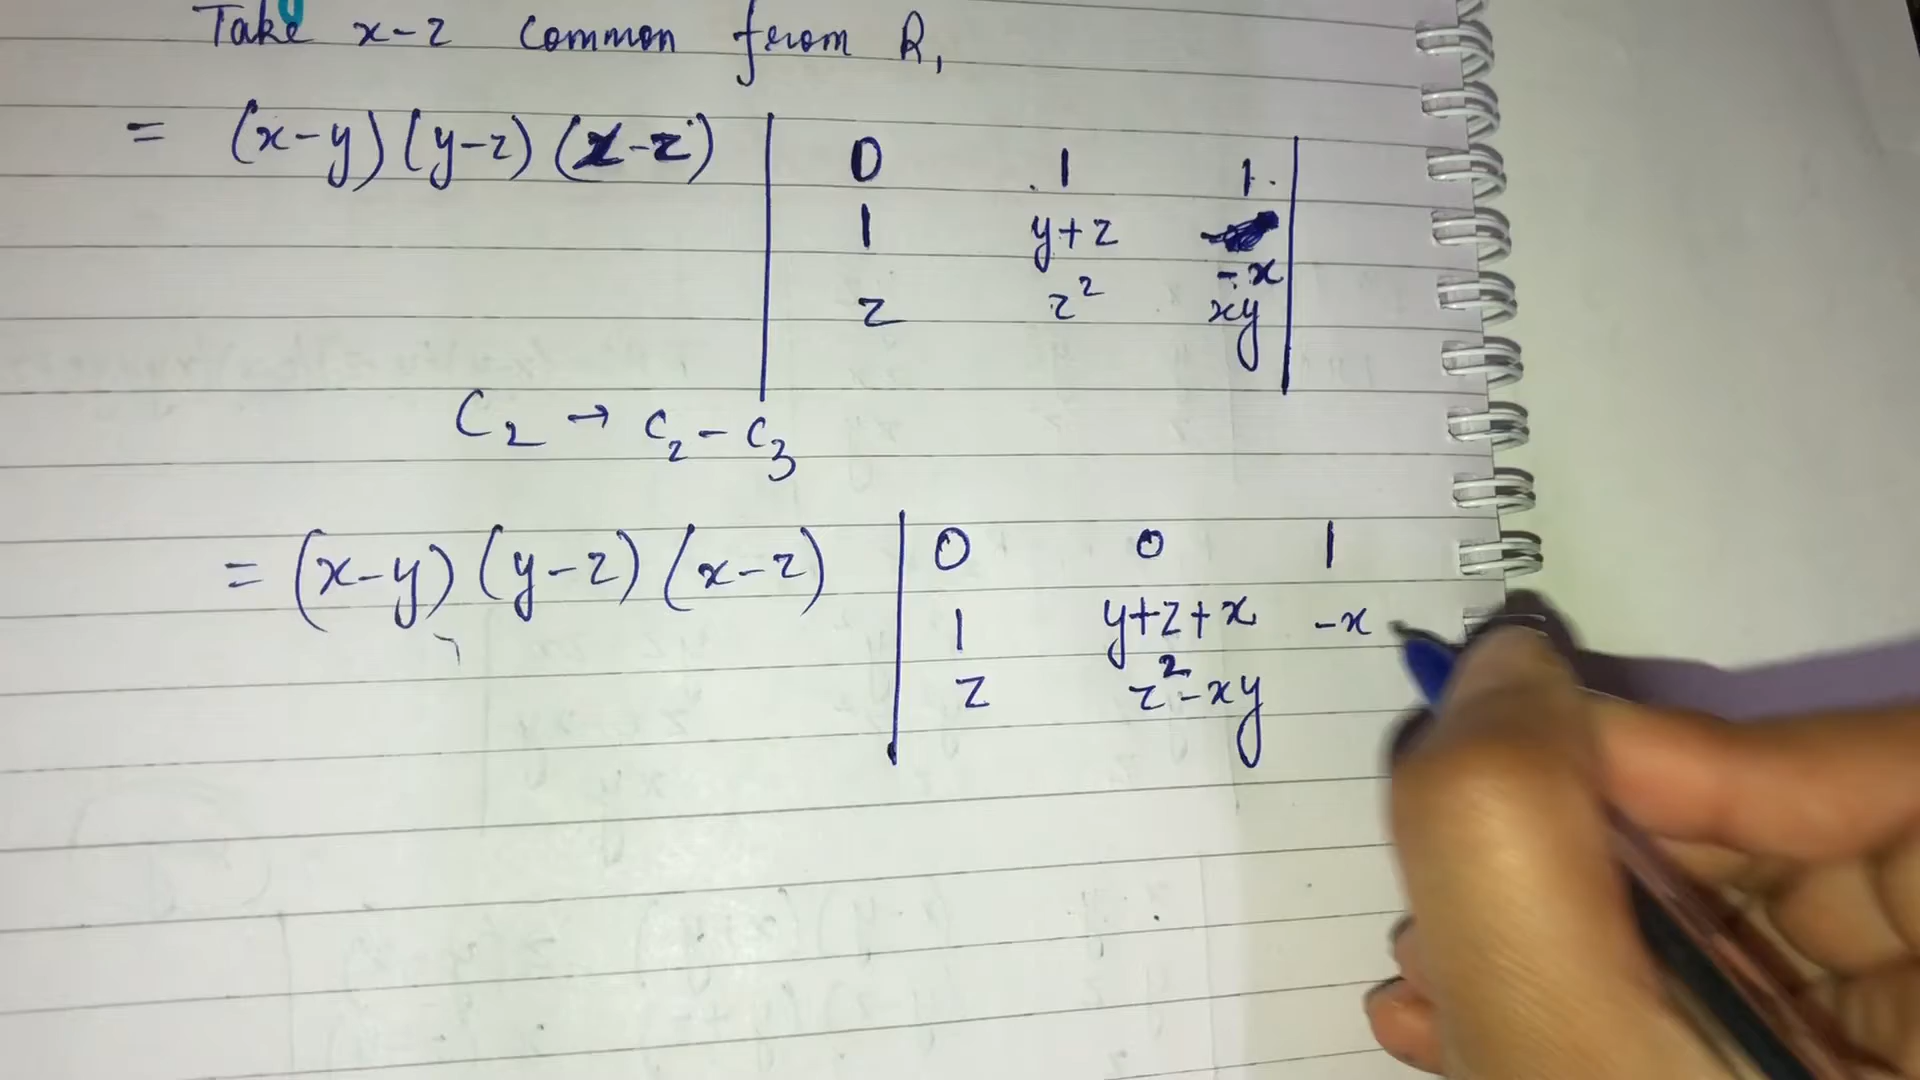 Take x-z common from R₁
= (x-y)(y-z)(x-z) | 0 1 1 |
1 y+z -x
z z² xy
C₂ → C₂ - C₃
= (x-y)(y-z)(x-z) | 0 0 1
1 y+z+x -x
z z²-xy